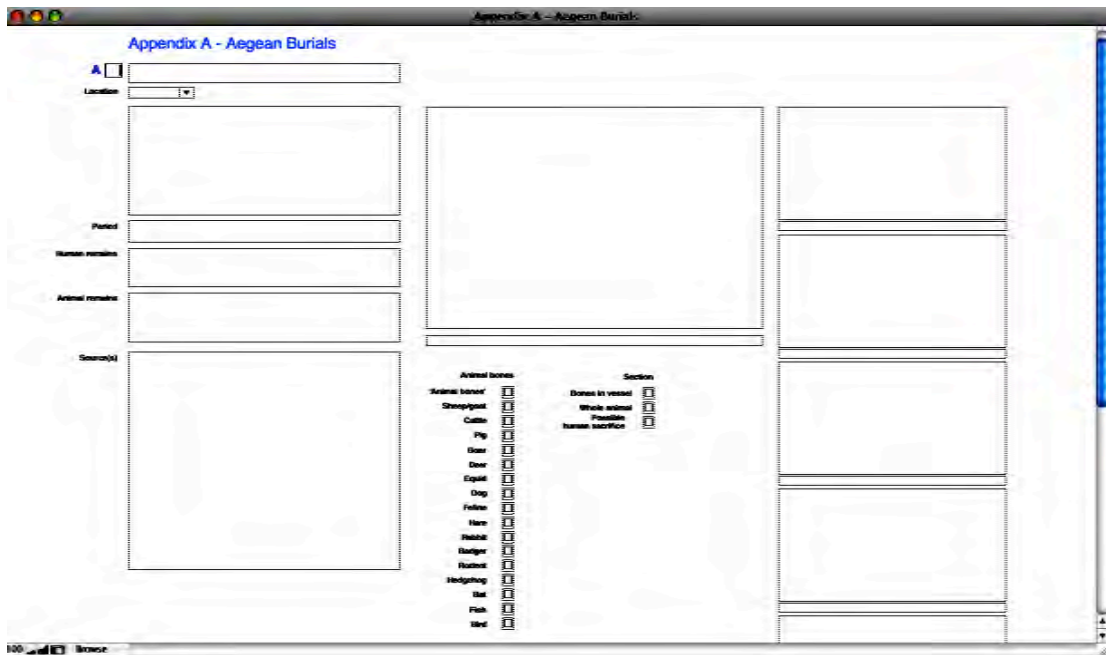 Appendix A – Aegean Burials
Appendix A - Aegean Burials
A
Location
Period
Human remains
Animal remains
Source(s)
Animal bones
'Animal bones'
Sheep/goat
Cattle
Pig
Boar
Deer
Equid
Dog
Feline
Hare
Rabbit
Badger
Rodent
Hedgehog
Bat
Fish
Bird
Section
Bones in vessel
Whole animal
Possible
human sacrifice
100
Browse